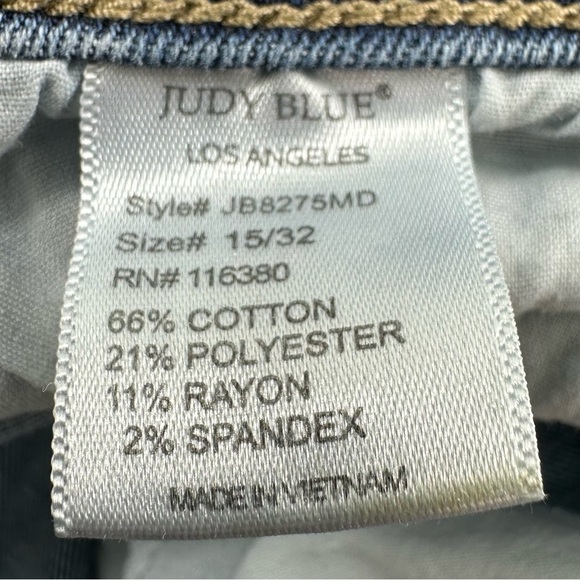 JUDY BLUE®
LOS ANGELES
Style# JB8275MD
Size# 15/32
RN# 116380
66% COTTON
21% POLYESTER
11% RAYON
2% SPANDEX
MADE IN VIETNAM